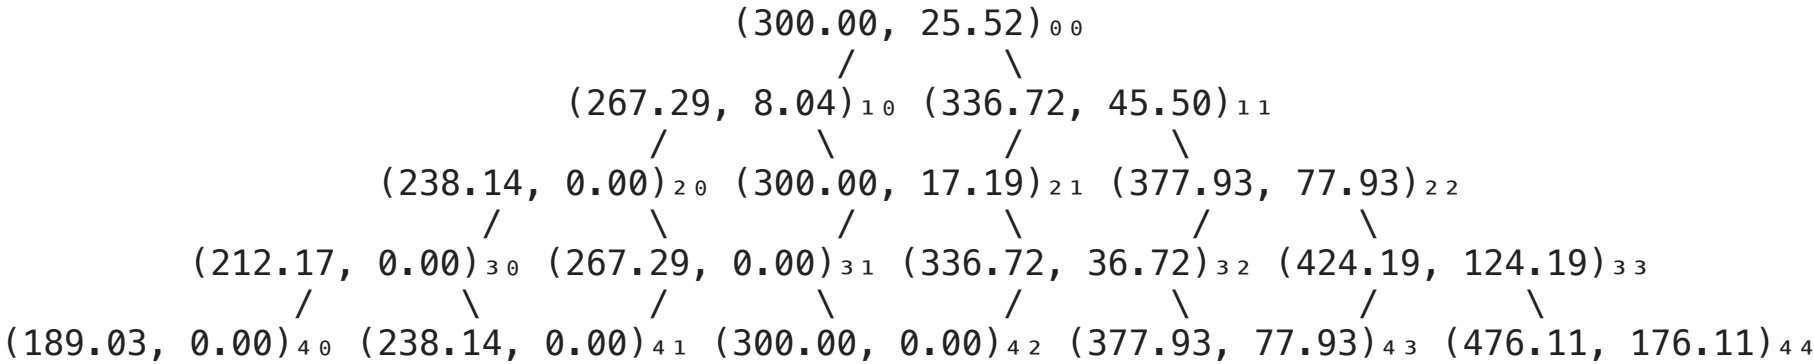 (300.00, 25.52)₀₀
/ \
(267.29, 8.04)₁₀ (336.72, 45.50)₁₁
/ \ / \
(238.14, 0.00)₂₀ (300.00, 17.19)₂₁ (377.93, 77.93)₂₂
/ \ / \ / \
(212.17, 0.00)₃₀ (267.29, 0.00)₃₁ (336.72, 36.72)₃₂ (424.19, 124.19)₃₃
/ \ / \ / \ / \
(189.03, 0.00)₄₀ (238.14, 0.00)₄₁ (300.00, 0.00)₄₂ (377.93, 77.93)₄₃ (476.11, 176.11)₄₄